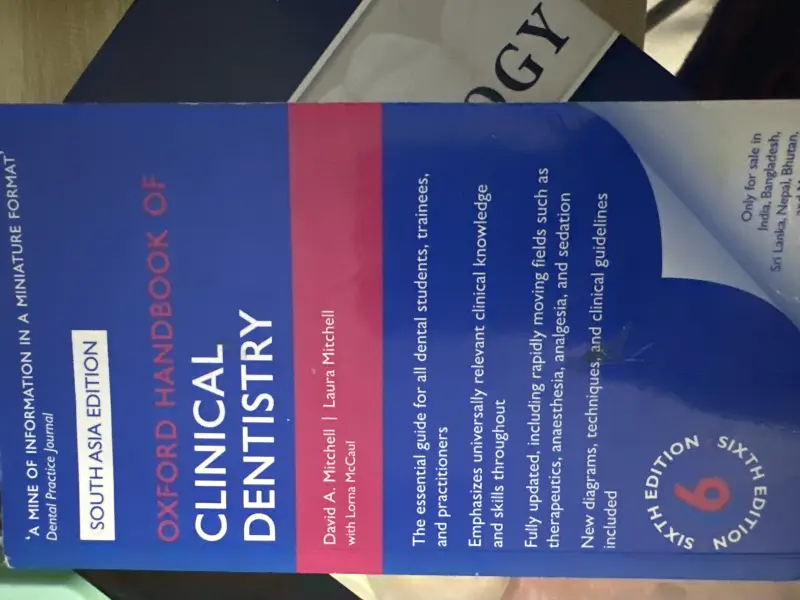 'A MINE OF INFORMATION IN A MINIATURE FORMAT'
Dental Practice Journal
SOUTH ASIA EDITION
OXFORD HANDBOOK OF
CLINICAL
DENTISTRY
David A. Mitchell | Laura Mitchell
with Lorna McCaul
The essential guide for all dental students, trainees,
and practitioners
Emphasizes universally relevant clinical knowledge
and skills throughout
Fully updated, including rapidly moving fields such as
therapeutics, anaesthesia, analgesia, and sedation
New diagrams, techniques, and clinical guidelines
included
SIXTH EDITION
SIXTH EDITION
6
Only for sale in
India, Bangladesh,
Sri Lanka, Nepal, Bhutan,
OGY